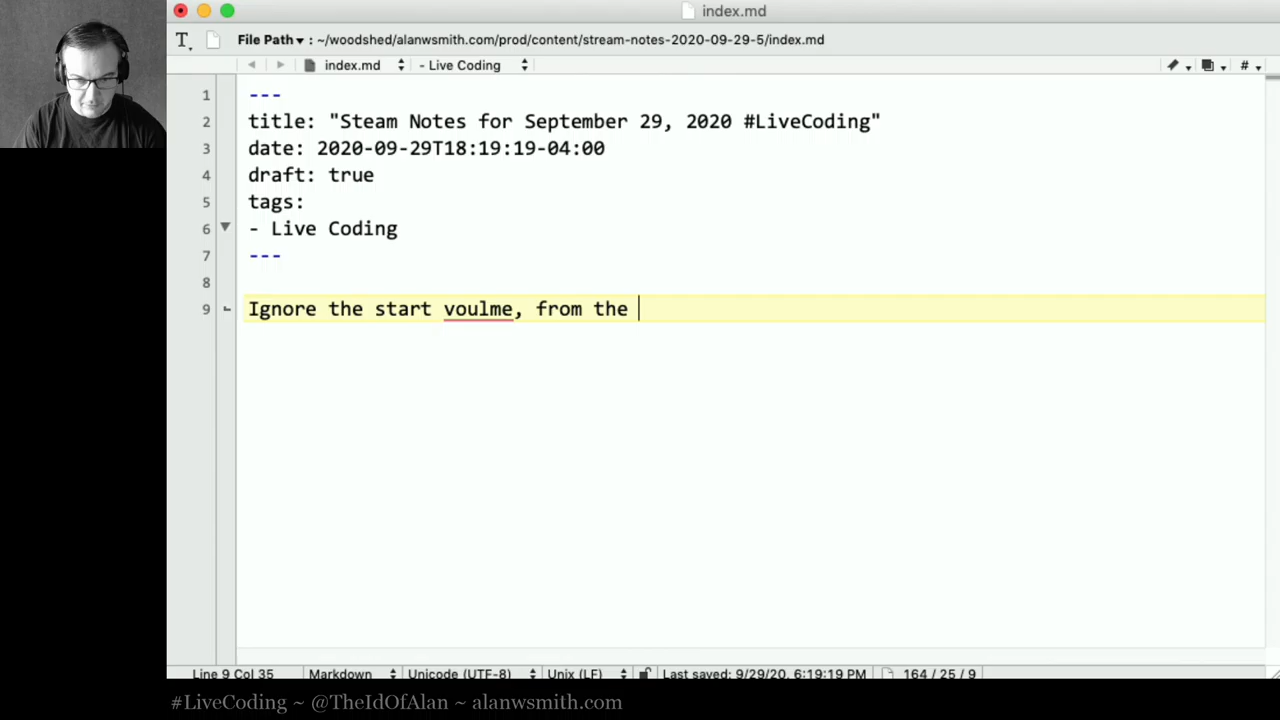 index.md
T. File Path : ~/woodshed/alanwsmith.com/prod/content/stream-notes-2020-09-29-5/index.md
index.md - Live Coding #
1 ---
2 title: "Steam Notes for September 29, 2020 #LiveCoding"
3 date: 2020-09-29T18:19:19-04:00
4 draft: true
5 tags:
6 - Live Coding
7 ---
8
9 Ignore the start voulme, from the
Line 9 Col 35 Markdown Unicode (UTF-8) Unix (LF) Last saved: 9/29/20, 6:19:19 PM 164 / 25 / 9
#LiveCoding ~ @TheIdOfAlan ~ alanwsmith.com